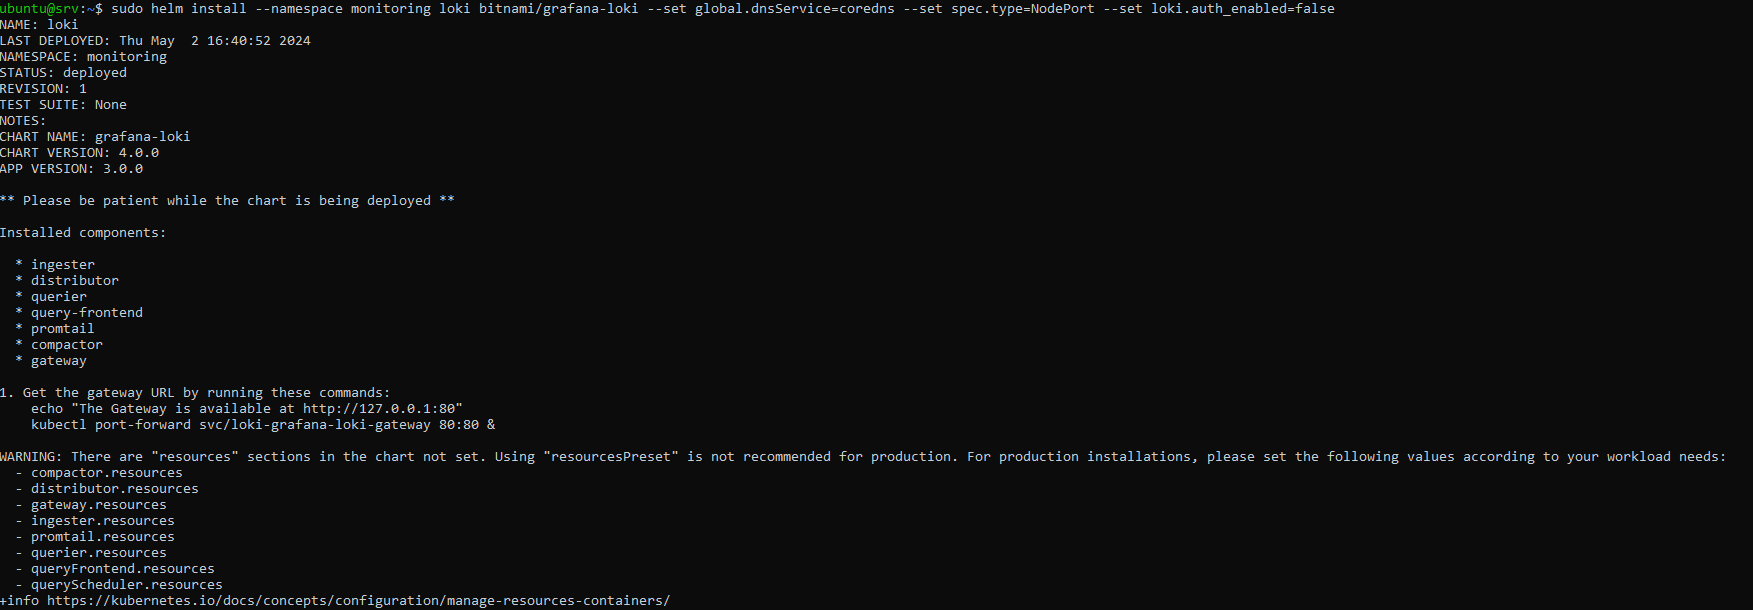 ubuntu@srv:~$ sudo helm install --namespace monitoring loki bitnami/grafana-loki --set global.dnsService=coredns --set spec.type=NodePort --set loki.auth_enabled=false
NAME: loki
LAST DEPLOYED: Thu May  2 16:40:52 2024
NAMESPACE: monitoring
STATUS: deployed
REVISION: 1
TEST SUITE: None
NOTES:
CHART NAME: grafana-loki
CHART VERSION: 4.0.0
APP VERSION: 3.0.0
** Please be patient while the chart is being deployed **
Installed components:
  * ingester
  * distributor
  * querier
  * query-frontend
  * promtail
  * compactor
  * gateway
1. Get the gateway URL by running these commands:
    echo "The Gateway is available at http://127.0.0.1:80"
    kubectl port-forward svc/loki-grafana-loki-gateway 80:80 &
WARNING: There are "resources" sections in the chart not set. Using "resourcesPreset" is not recommended for production. For production installations, please set the following values according to your workload needs:
  - compactor.resources
  - distributor.resources
  - gateway.resources
  - ingester.resources
  - promtail.resources
  - querier.resources
  - queryFrontend.resources
  - queryScheduler.resources
+info https://kubernetes.io/docs/concepts/configuration/manage-resources-containers/